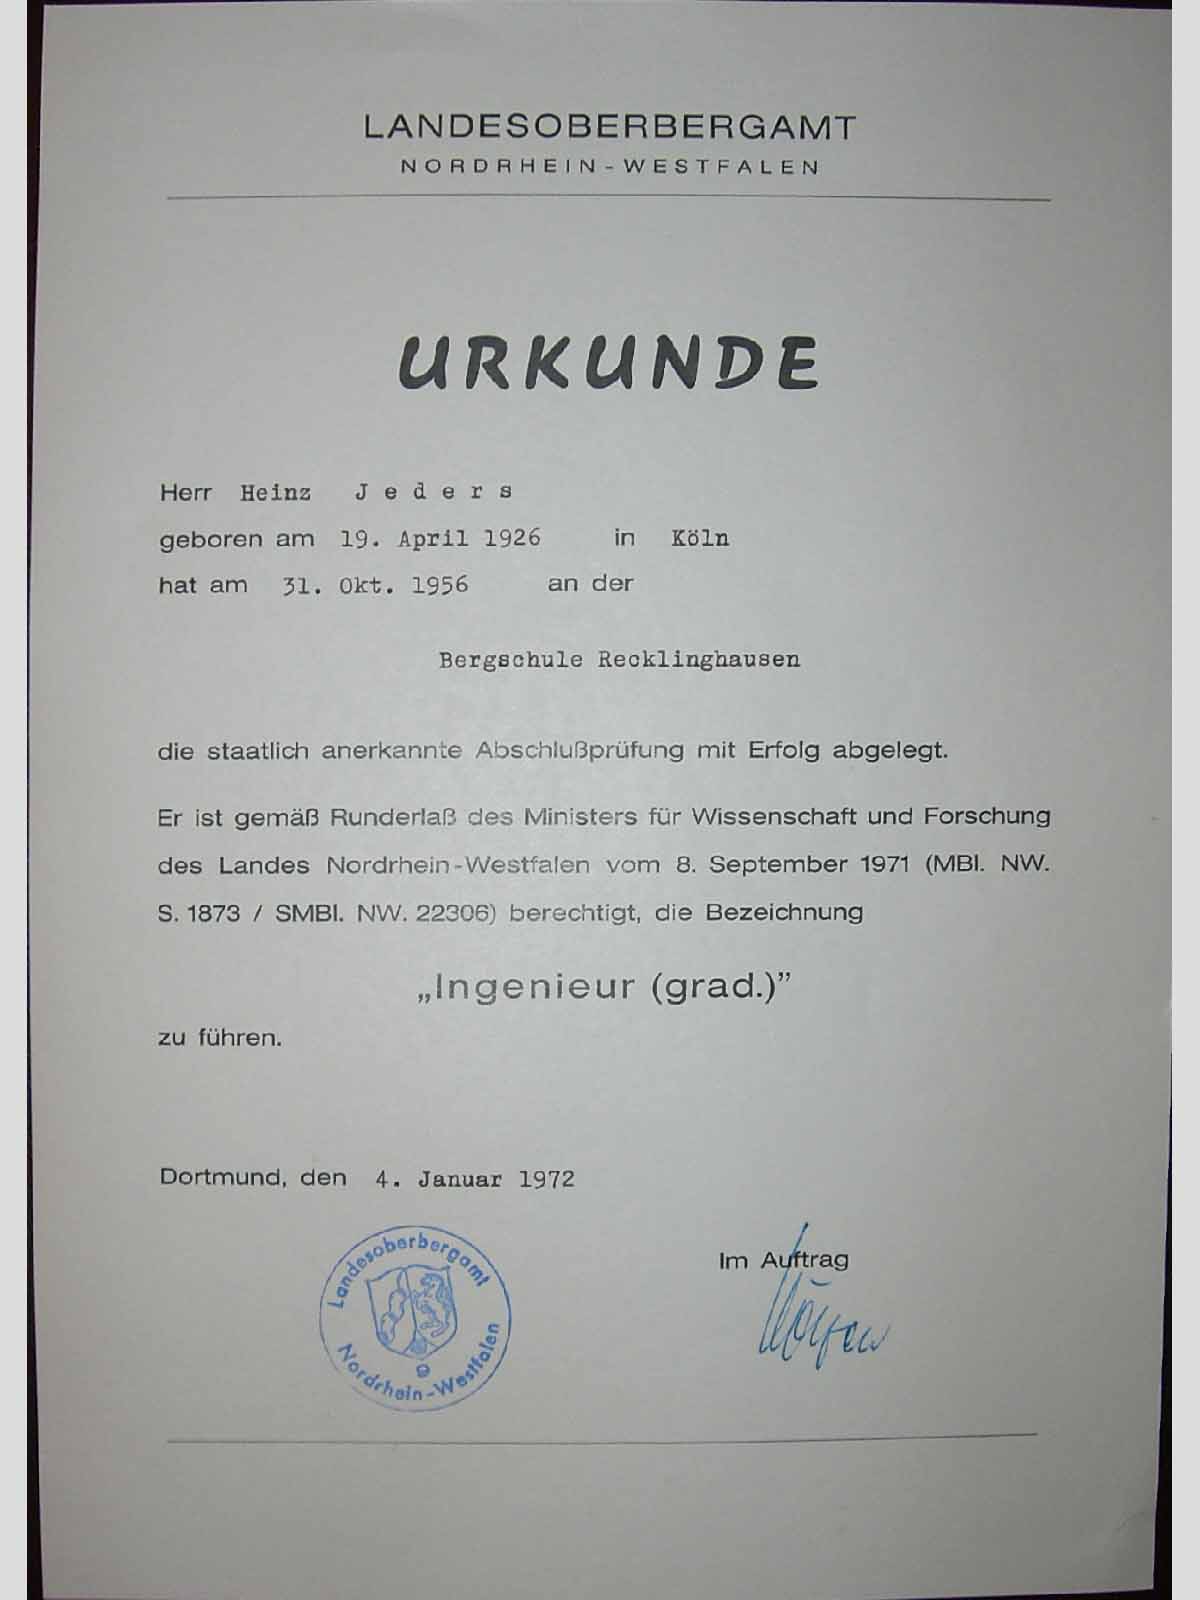 LANDESOBERBERGAMT
NORDRHEIN-WESTFALEN
URKUNDE
Herr Heinz J e d e r s
geboren am 19. April 1926 in Köln
hat am 31. Okt. 1956 an der
Bergschule Recklinghausen
die staatlich anerkannte Abschlußprüfung mit Erfolg abgelegt.
Er ist gemäß Runderlaß des Ministers für Wissenschaft und Forschung
des Landes Nordrhein-Westfalen vom 8. September 1971 (MBl. NW.
S. 1873 / SMBl. NW. 22306) berechtigt, die Bezeichnung
„Ingenieur (grad.)”
zu führen.
Dortmund, den 4. Januar 1972
Landesoberbergamt
Nordrhein-Westfalen
9
Im Auftrag